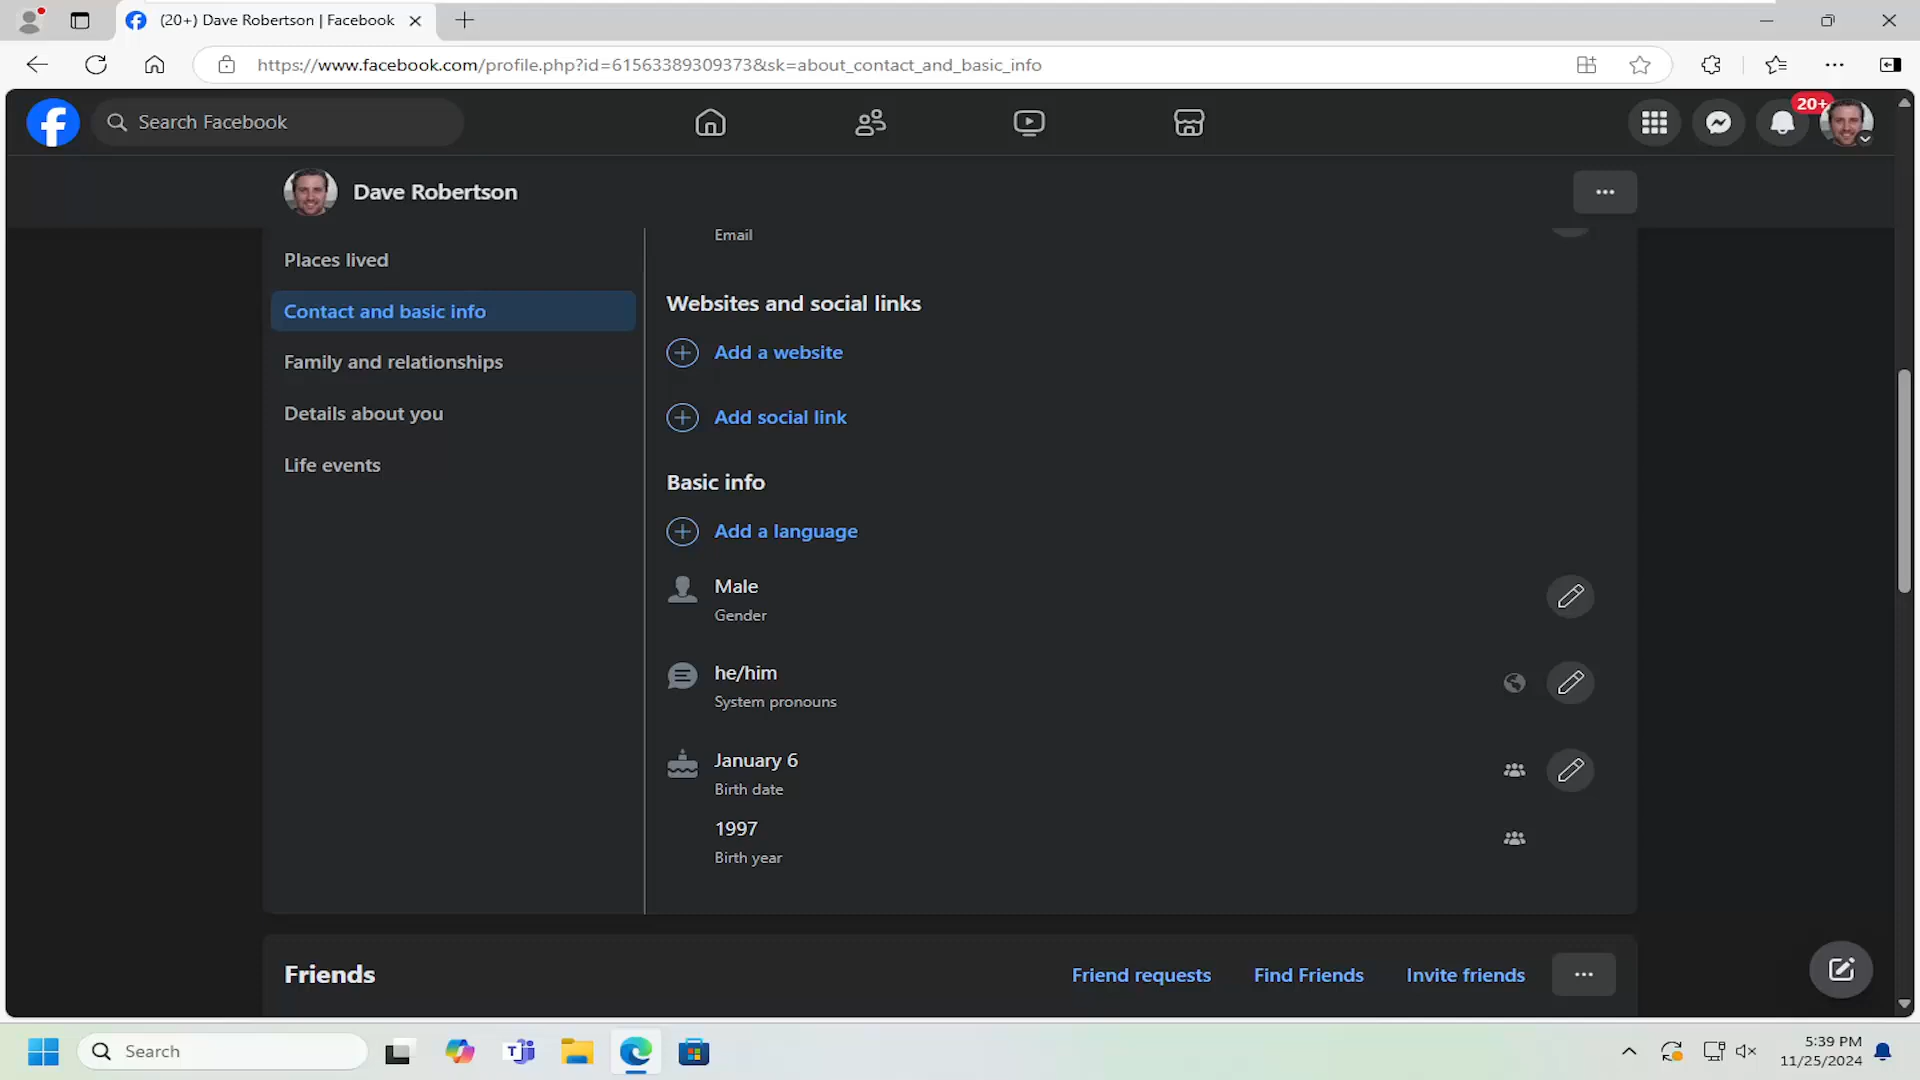 (20+) Dave Robertson | Facebook
https://www.facebook.com/profile.php?id=61563389309373&sk=about_contact_and_basic_info
Search Facebook
20+
Dave Robertson
Places lived
Contact and basic info
Family and relationships
Details about you
Life events
Email
Websites and social links
Add a website
Add social link
Basic info
Add a language
Male
Gender
he/him
System pronouns
January 6
Birth date
1997
Birth year
Friends
Friend requests
Find Friends
Invite friends
Search
5:39 PM
11/25/2024